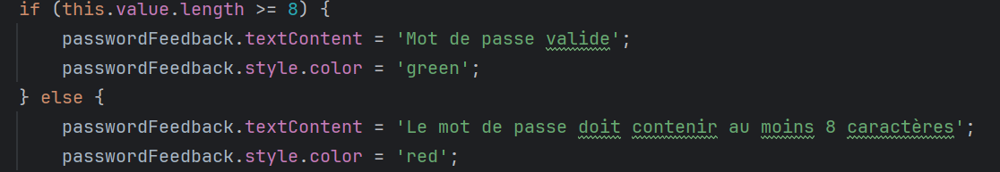 if (this.value.length >= 8) {
passwordFeedback.textContent = 'Mot de passe valide';
passwordFeedback.style.color = 'green';
} else {
passwordFeedback.textContent = 'Le mot de passe doit contenir au moins 8 caractères';
passwordFeedback.style.color = 'red';